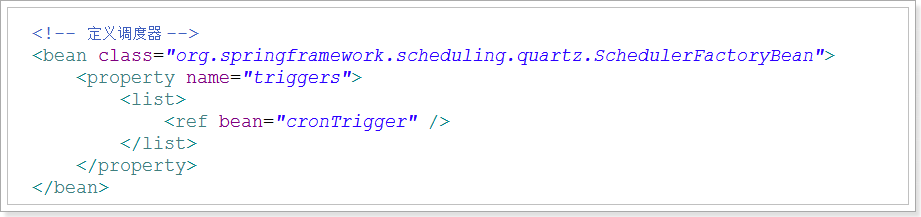 <!-- 定义调度器 -->
<bean class="org.springframework.scheduling.quartz.SchedulerFactoryBean">
    <property name="triggers">
        <list>
            <ref bean="cronTrigger" />
        </list>
    </property>
</bean>